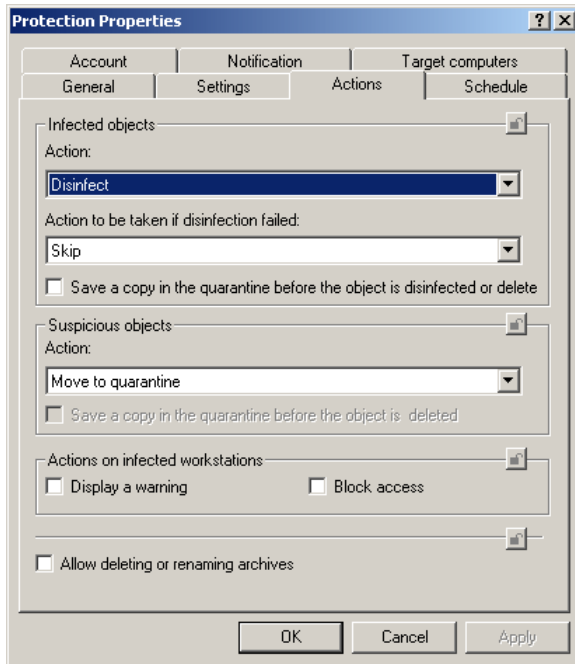 Protection Properties
Account Notification Target computers
General Settings Actions Schedule
Infected objects
Action:
Disinfect
Action to be taken if disinfection failed:
Skip
Save a copy in the quarantine before the object is disinfected or delete
Suspicious objects
Action:
Move to quarantine
Save a copy in the quarantine before the object is deleted
Actions on infected workstations
Display a warning Block access
Allow deleting or renaming archives
OK Cancel Apply